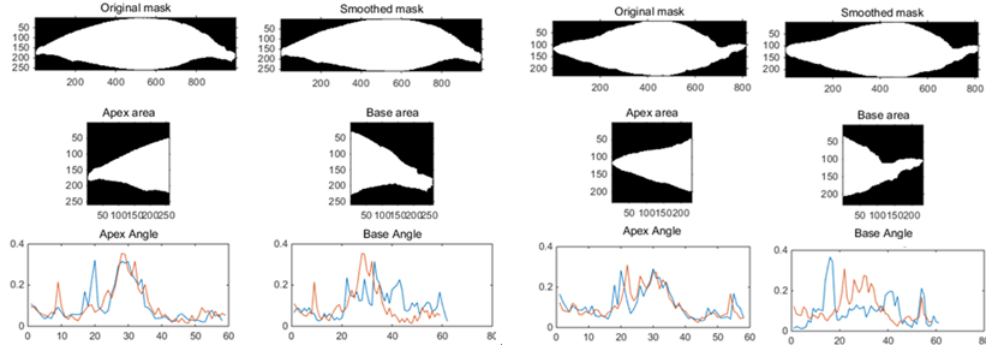 Original mask Smoothed mask Original mask Smoothed mask
50 50 50 50
100 100 100 100
150 150 150 150
200 200 200 200
250 250
200 400 600 800 200 400 600 800 200 400 600 800 200 400 600 800
Apex area Base area Apex area Base area
50 50 50 50
100 100 100 100
150 150 150 150
200 200 200 200
250 250
50 100150200250 50 100150200250 50 100150 200 50 100150 200
Apex Angle Base Angle Apex Angle Base Angle
0.4 0.4 0.4 0.4
0.2 0.2 0.2 0.2
0 0 0 0
0 10 20 30 40 50 60 0 20 40 60 80 0 10 20 30 40 50 60 0 20 40 60 80